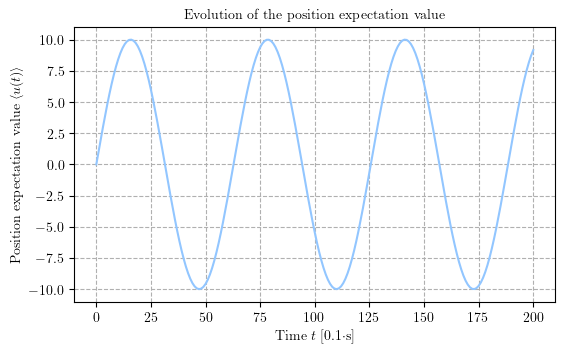 Evolution of the position expectation value
Position expectation value ⟨u(t)⟩
10.0
7.5
5.0
2.5
0.0
−2.5
−5.0
−7.5
−10.0
0 25 50 75 100 125 150 175 200
Time t [0.1·s]